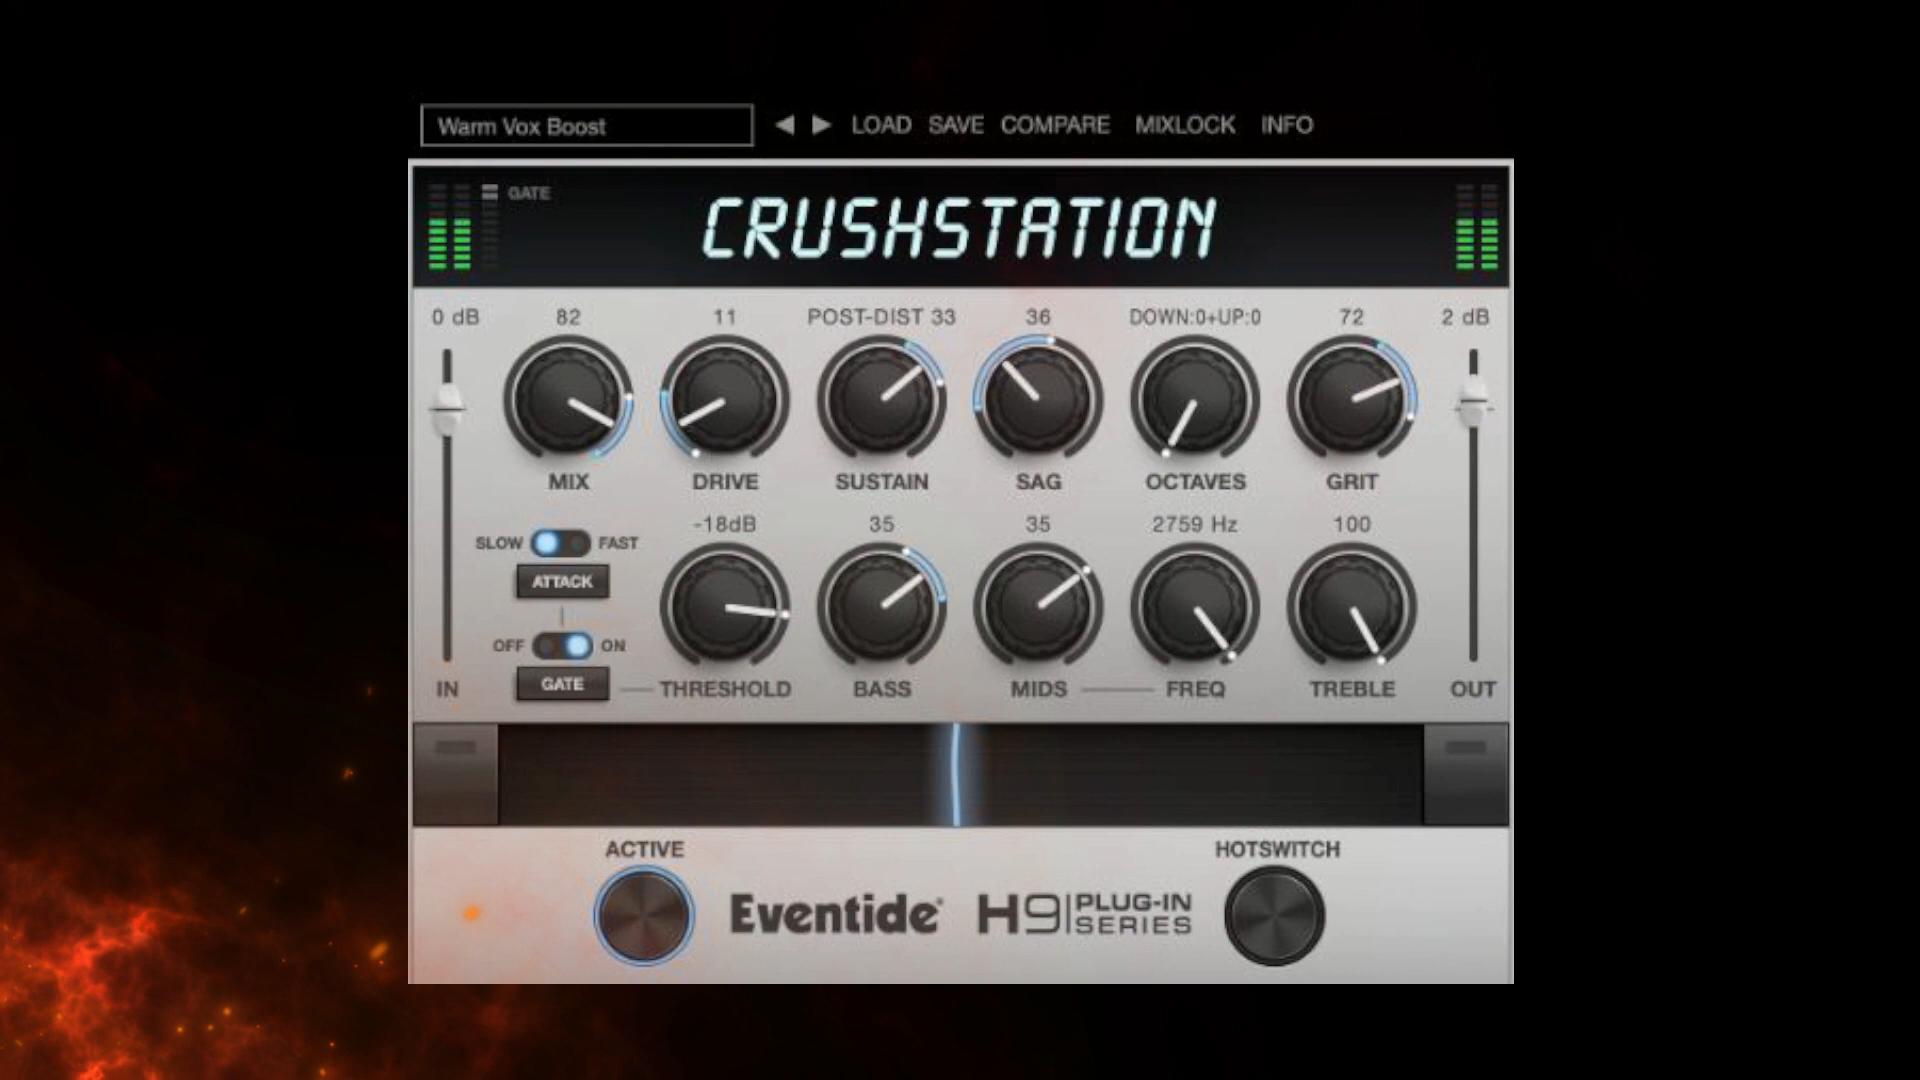 Warm Vox Boost
LOAD SAVE COMPARE MIXLOCK INFO
GATE
CRUSHSTATION
0 dB 82 11 POST-DIST 33 36 DOWN:0+UP:0 72 2 dB
MIX DRIVE SUSTAIN SAG OCTAVES GRIT
-18dB 35 35 2759 Hz 100
SLOW FAST
ATTACK
OFF ON
GATE
IN THRESHOLD BASS MIDS FREQ TREBLE OUT
ACTIVE HOTSWITCH
Eventide® H9 PLUG-IN
SERIES